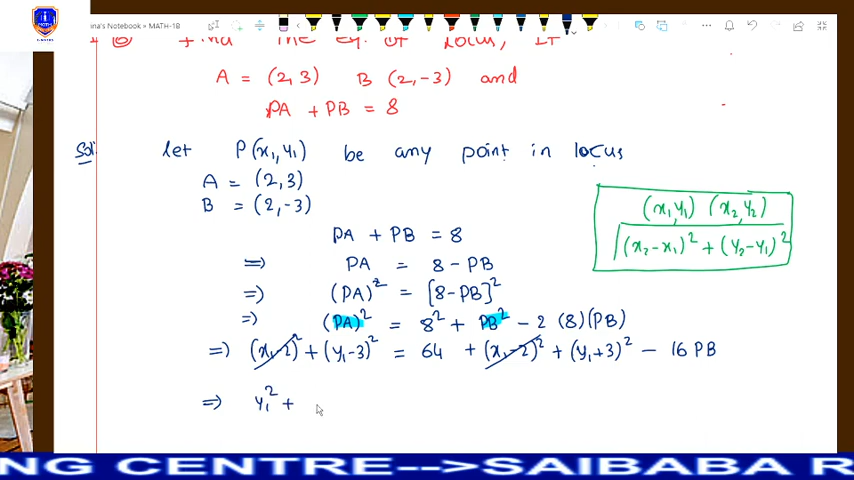 ina's Notebook » MATH-1B
Find the Eq. of locus, if
A = (2,3) B (2,-3) and
PA + PB = 8
Sol: let P(x₁,y₁) be any point in locus
A = (2,3)
B = (2,-3)
(x₁,y₁) (x₂,y₂)
√(x₂-x₁)² + (y₂-y₁)²
PA + PB = 8
⇒ PA = 8 - PB
⇒ (PA)² = [8-PB]²
⇒ (PA)² = 8² + PB² - 2 (8)(PB)
⇒ (x₁-2)² + (y₁-3)² = 64 + (x₁-2)² + (y₁+3)² - 16 PB
⇒ y₁² +
NG CENTRE-->SAIBABA R